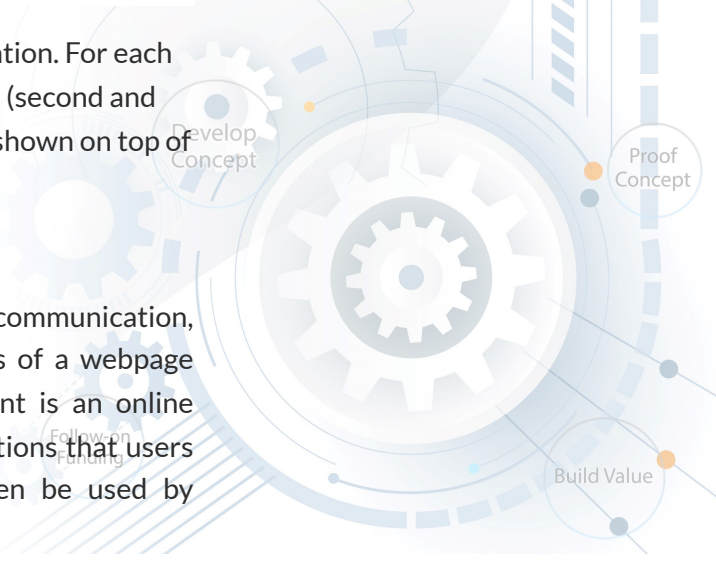 ation. For each
(second and
shown on top of
communication,
s of a webpage
nt is an online
tions that users
en be used by
Develop
Concept
Proof
Concept
Follow-on
Funding
Build Value